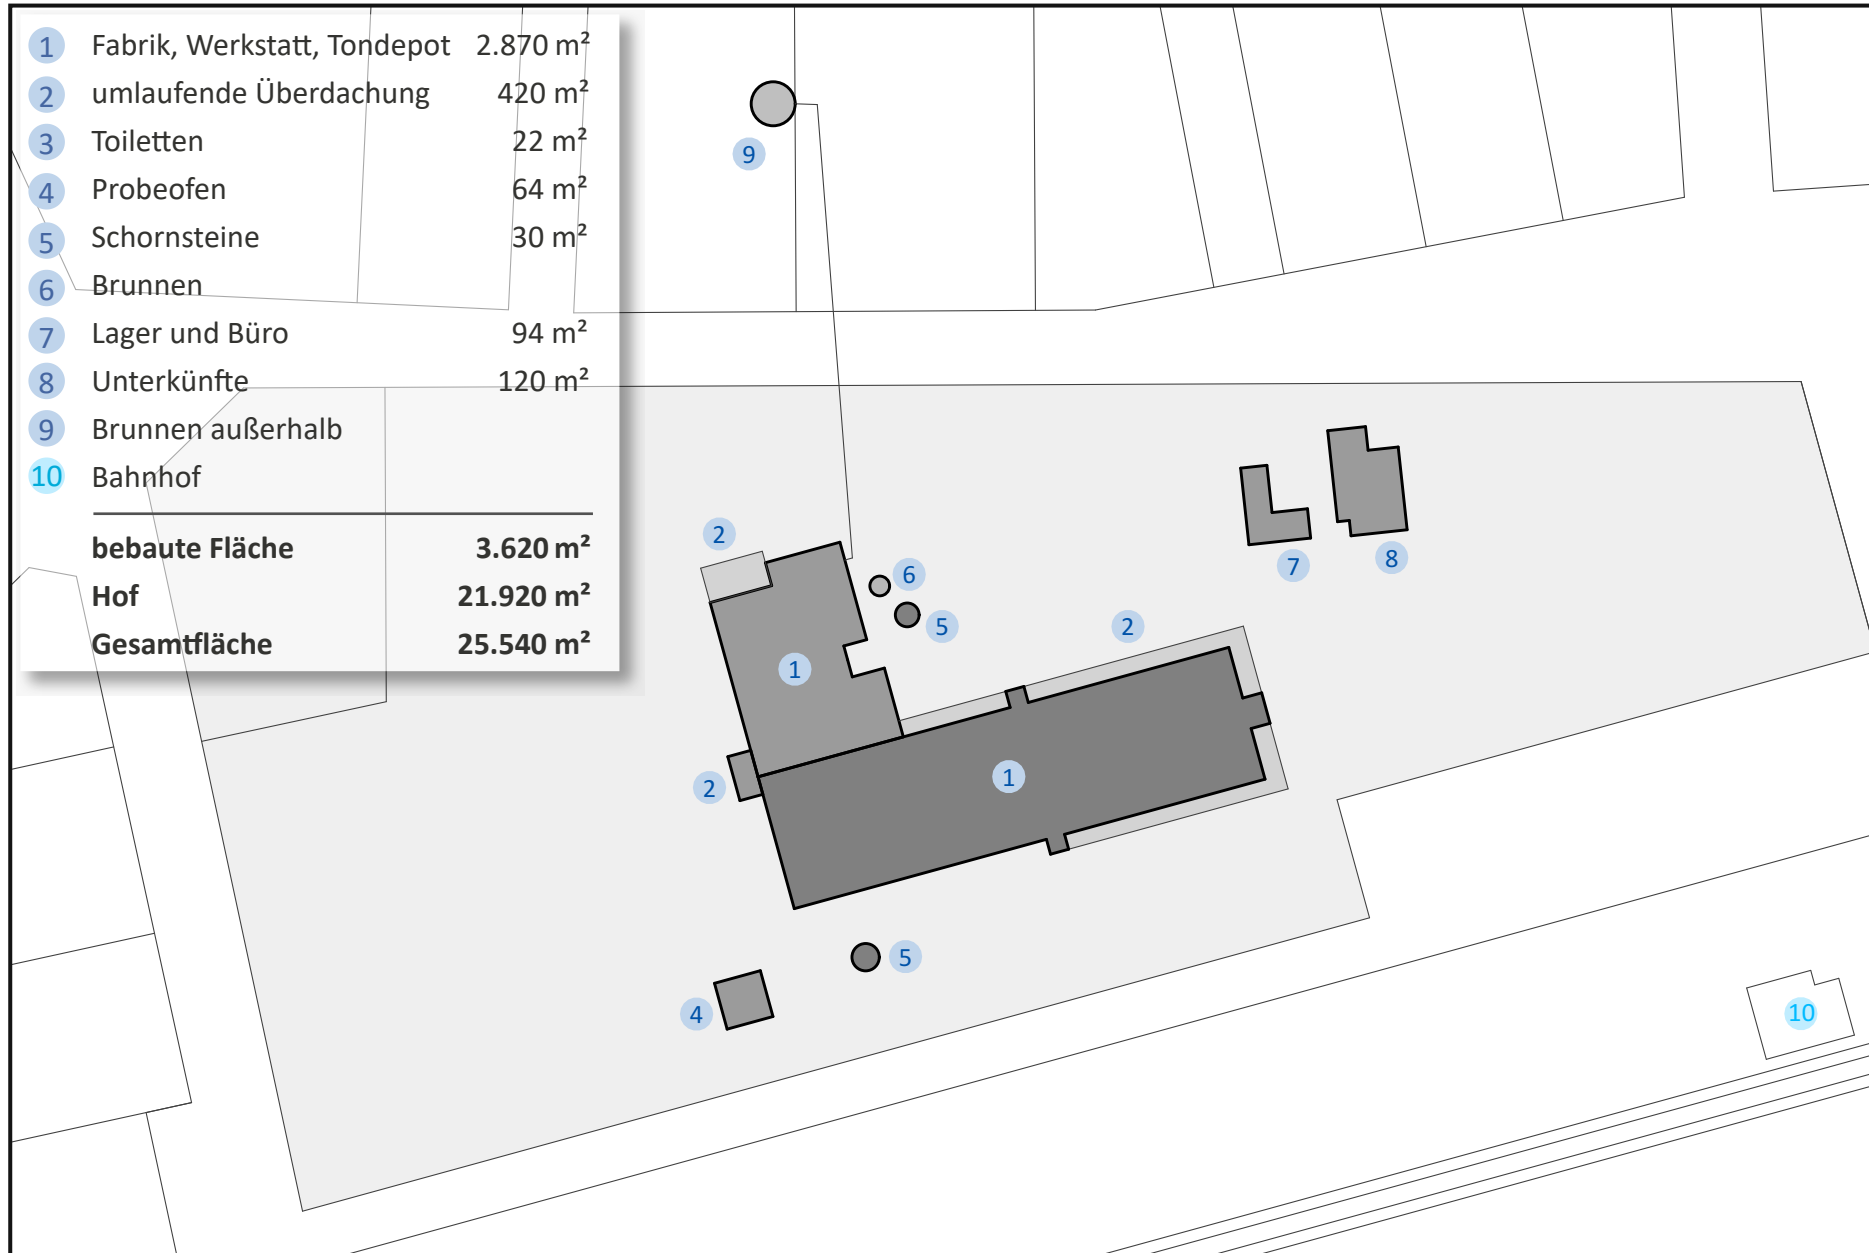 1 Fabrik, Werkstatt, Tondepot 2.870 m²
2 umlaufende Überdachung 420 m²
3 Toiletten 22 m²
4 Probeofen 64 m²
5 Schornsteine 30 m²
6 Brunnen
7 Lager und Büro 94 m²
8 Unterkünfte 120 m²
9 Brunnen außerhalb
10 Bahnhof
bebaute Fläche 3.620 m²
Hof 21.920 m²
Gesamtfläche 25.540 m²
9
2
6
5
2
7
8
1
2
1
5
4
10